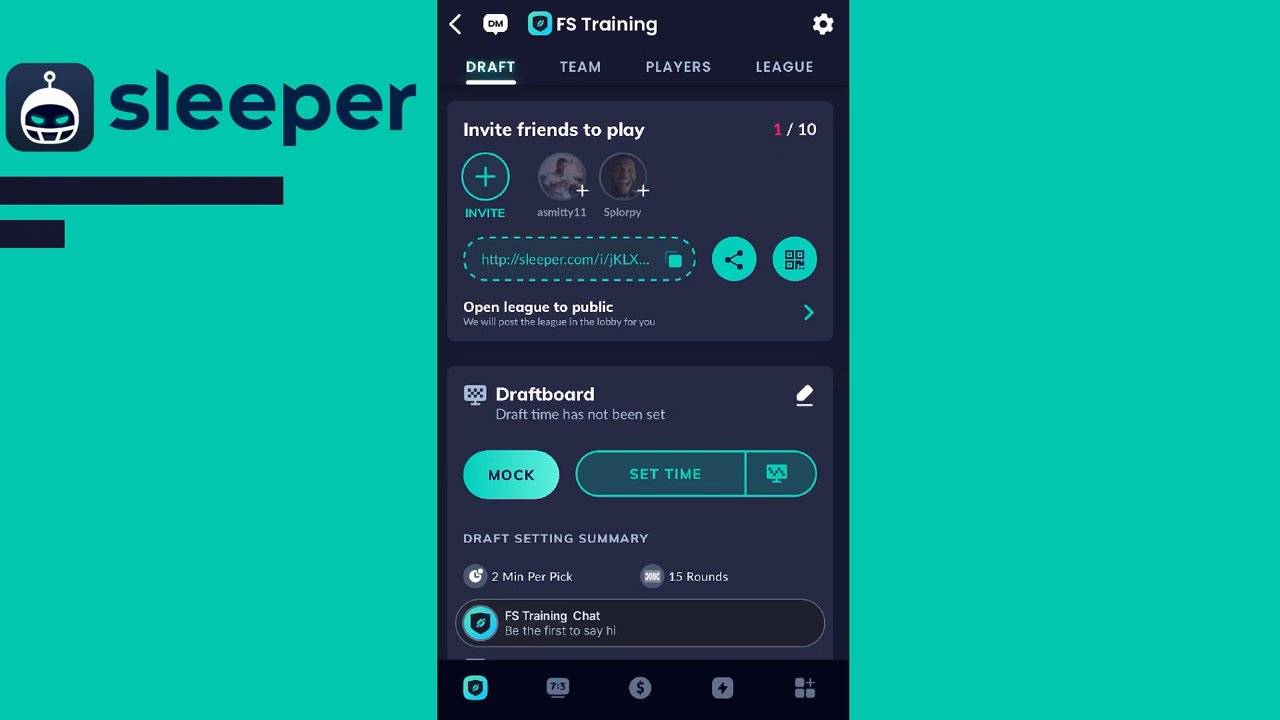 sleeper
DM
FS Training
DRAFT TEAM PLAYERS LEAGUE
Invite friends to play
1 / 10
INVITE
asmitty11
Splorpy
http://sleeper.com/i/jKLX...
Open league to public
We will post the league in the lobby for you
Draftboard
Draft time has not been set
MOCK
SET TIME
DRAFT SETTING SUMMARY
2 Min Per Pick
15 Rounds
FS Training Chat
Be the first to say hi
7:3
$